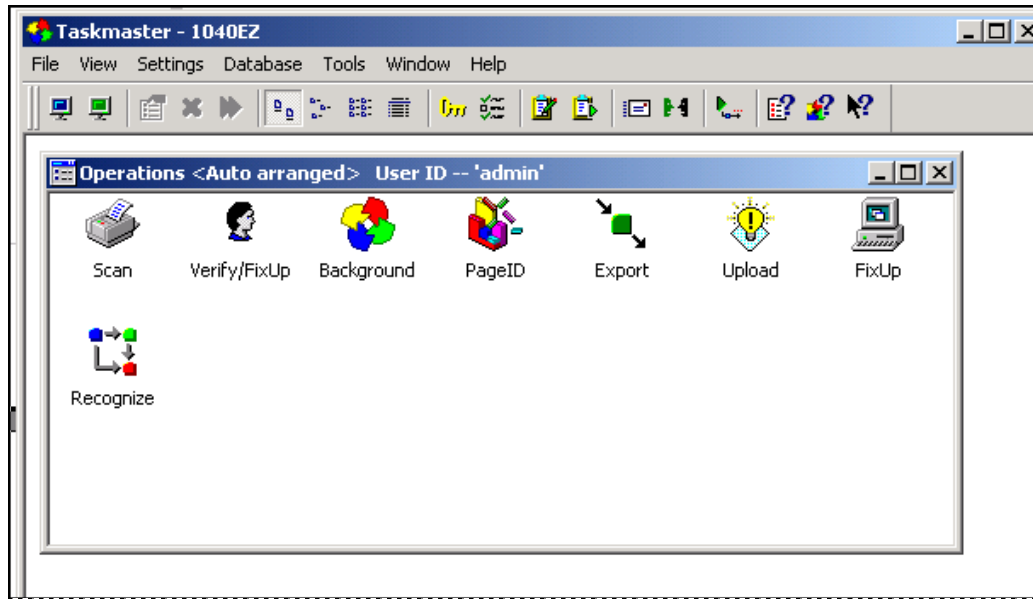 Taskmaster - 1040EZ
File View Settings Database Tools Window Help
Operations <Auto arranged> User ID -- 'admin'
Scan Verify/FixUp Background PageID Export Upload FixUp
Recognize